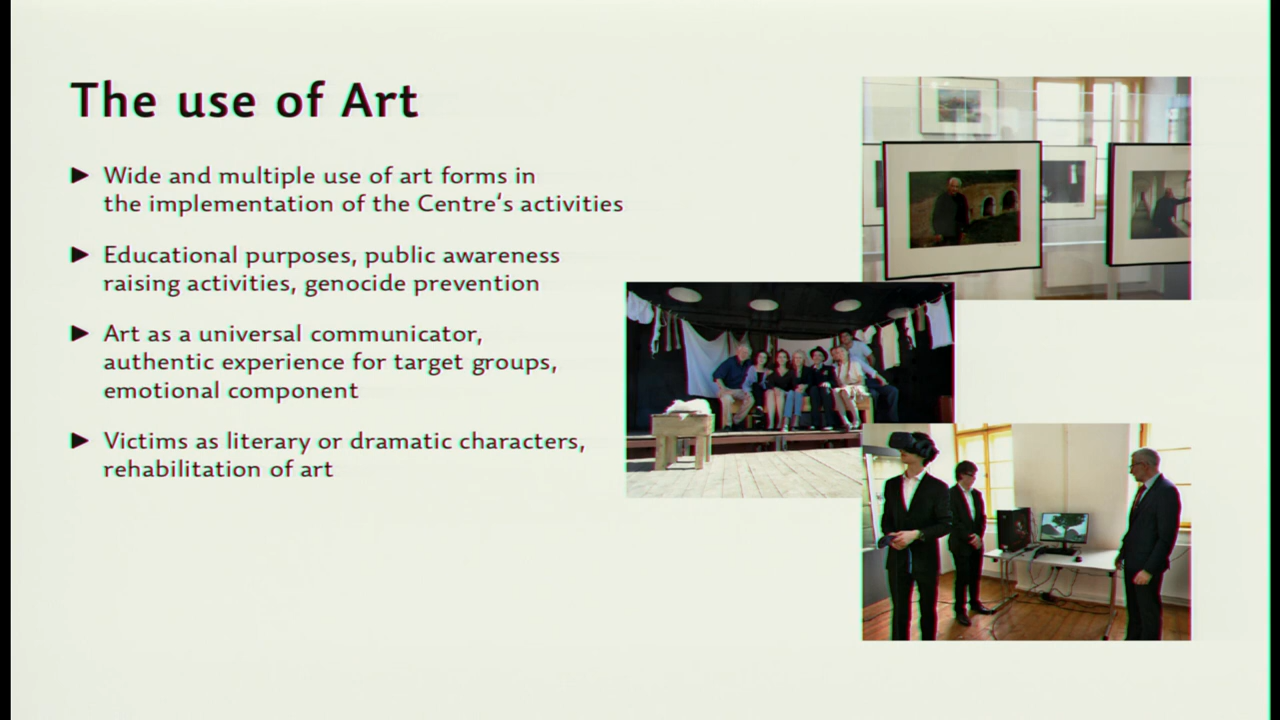 The use of Art
▶ Wide and multiple use of art forms in
the implementation of the Centre's activities
▶ Educational purposes, public awareness
raising activities, genocide prevention
▶ Art as a universal communicator,
authentic experience for target groups,
emotional component
▶ Victims as literary or dramatic characters,
rehabilitation of art